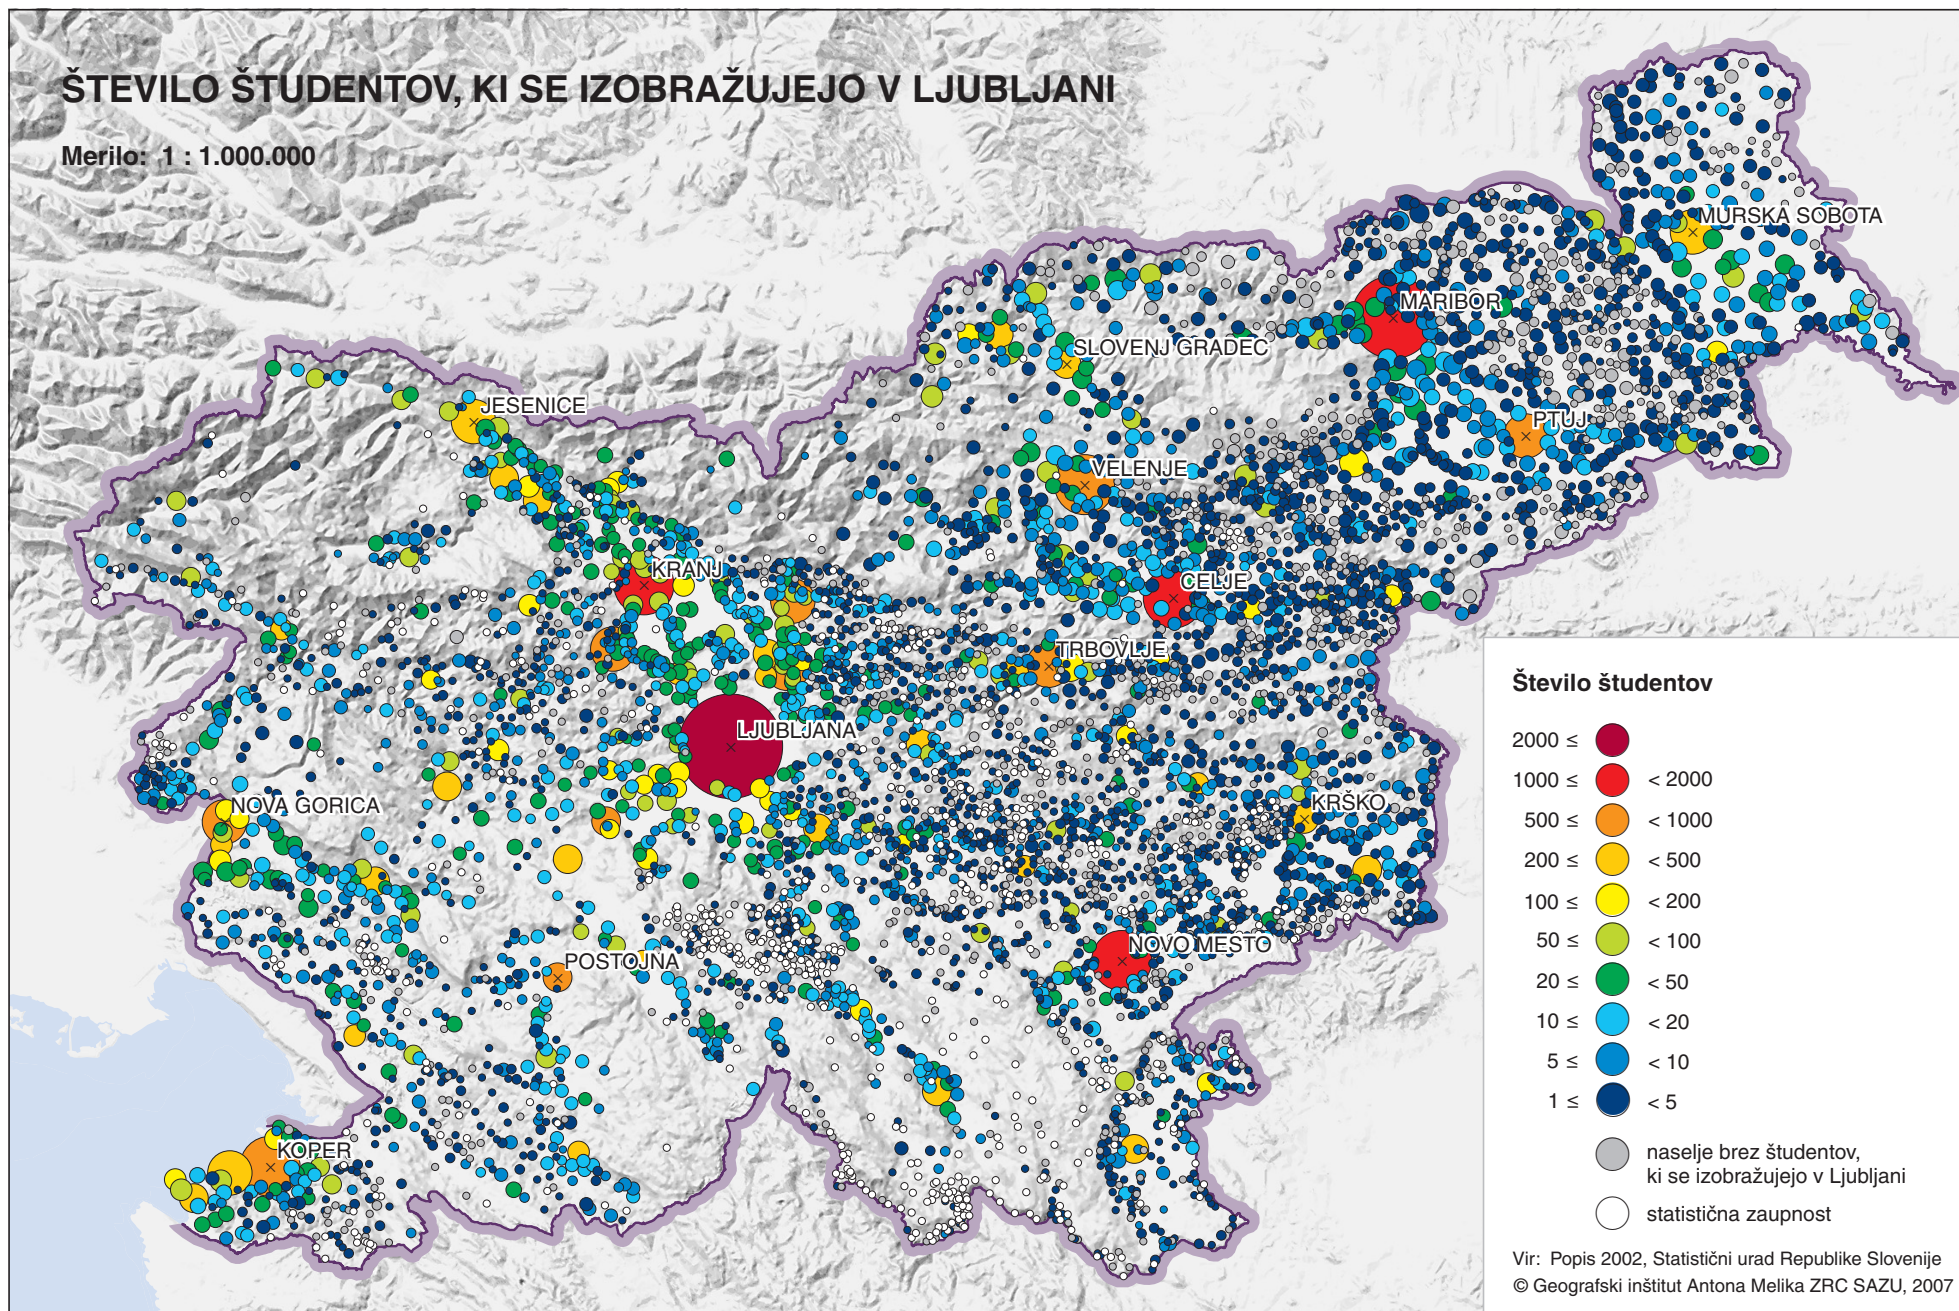 ŠTEVILO ŠTUDENTOV, KI SE IZOBRAŽUJEJO V LJUBLJANI
Merilo: 1 : 1.000.000
MURSKA SOBOTA
MARIBOR
SLOVENJ GRADEC
JESENICE
PTUJ
VELENJE
KRANJ
CELJE
TRBOVLJE
LJUBLJANA
NOVA GORICA
KRŠKO
NOVO MESTO
POSTOJNA
KOPER
Število študentov
2000 ≤
1000 ≤ < 2000
500 ≤ < 1000
200 ≤ < 500
100 ≤ < 200
50 ≤ < 100
20 ≤ < 50
10 ≤ < 20
5 ≤ < 10
1 ≤ < 5
naselje brez študentov,
ki se izobražujejo v Ljubljani
statistična zaupnost
Vir: Popis 2002, Statistični urad Republike Slovenije
© Geografski inštitut Antona Melika ZRC SAZU, 2007